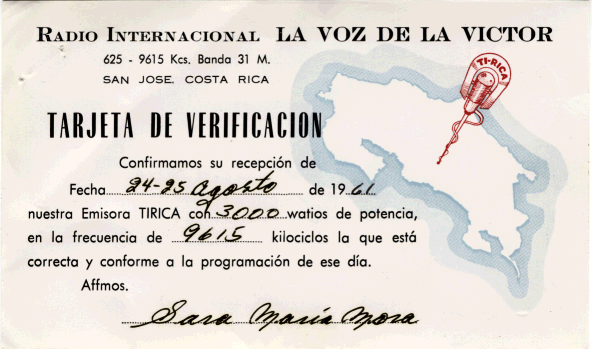 RADIO INTERNACIONAL LA VOZ DE LA VICTOR
625 - 9615 Kcs. Banda 31 M.
SAN JOSE, COSTA RICA
TI-RICA
TARJETA DE VERIFICACION
Confirmamos su recepción de
Fecha 24-25 agosto de 1961
nuestra Emisora TIRICA con 3000 watios de potencia,
en la frecuencia de 9615 kilociclos la que está
correcta y conforme a la programación de ese día.
Affmos.
Sara María Mora